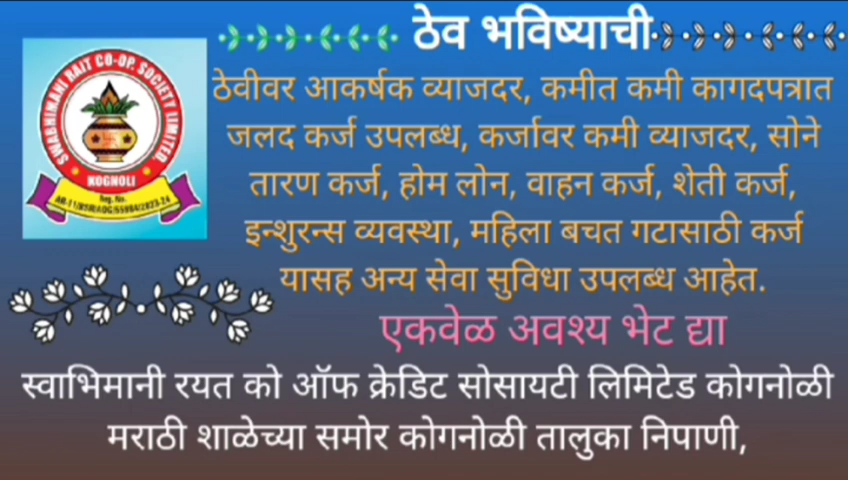 ठेव भविष्याची
ठेवीवर आकर्षक व्याजदर, कमीत कमी कागदपत्रात
जलद कर्ज उपलब्ध, कर्जावर कमी व्याजदर, सोने
तारण कर्ज, होम लोन, वाहन कर्ज, शेती कर्ज,
इन्शुरन्स व्यवस्था, महिला बचत गटासाठी कर्ज
यासह अन्य सेवा सुविधा उपलब्ध आहेत.
एकवेळ अवश्य भेट द्या
स्वाभिमानी रयत को ऑफ क्रेडिट सोसायटी लिमिटेड कोगनोळी
मराठी शाळेच्या समोर कोगनोळी तालुका निपाणी,
SWABHIMANI RAIT CO-OP. SOCIETY LIMITED.
KOGNOLI
Reg. No.